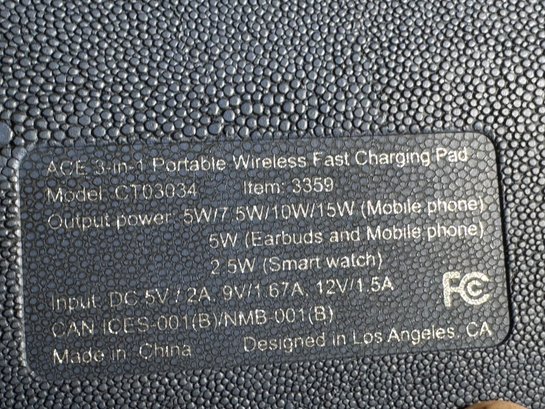 ACE 3-in-1 Portable Wireless Fast Charging Pad
Model: CT03034 Item: 3359
Output power: 5W/7.5W/10W/15W (Mobile phone)
5W (Earbuds and Mobile phone)
2.5W (Smart watch)
Input: DC 5V / 2A, 9V/1.67A, 12V/1.5A
FC
CAN ICES-001(B)/NMB-001(B)
Made in: China Designed in Los Angeles, CA